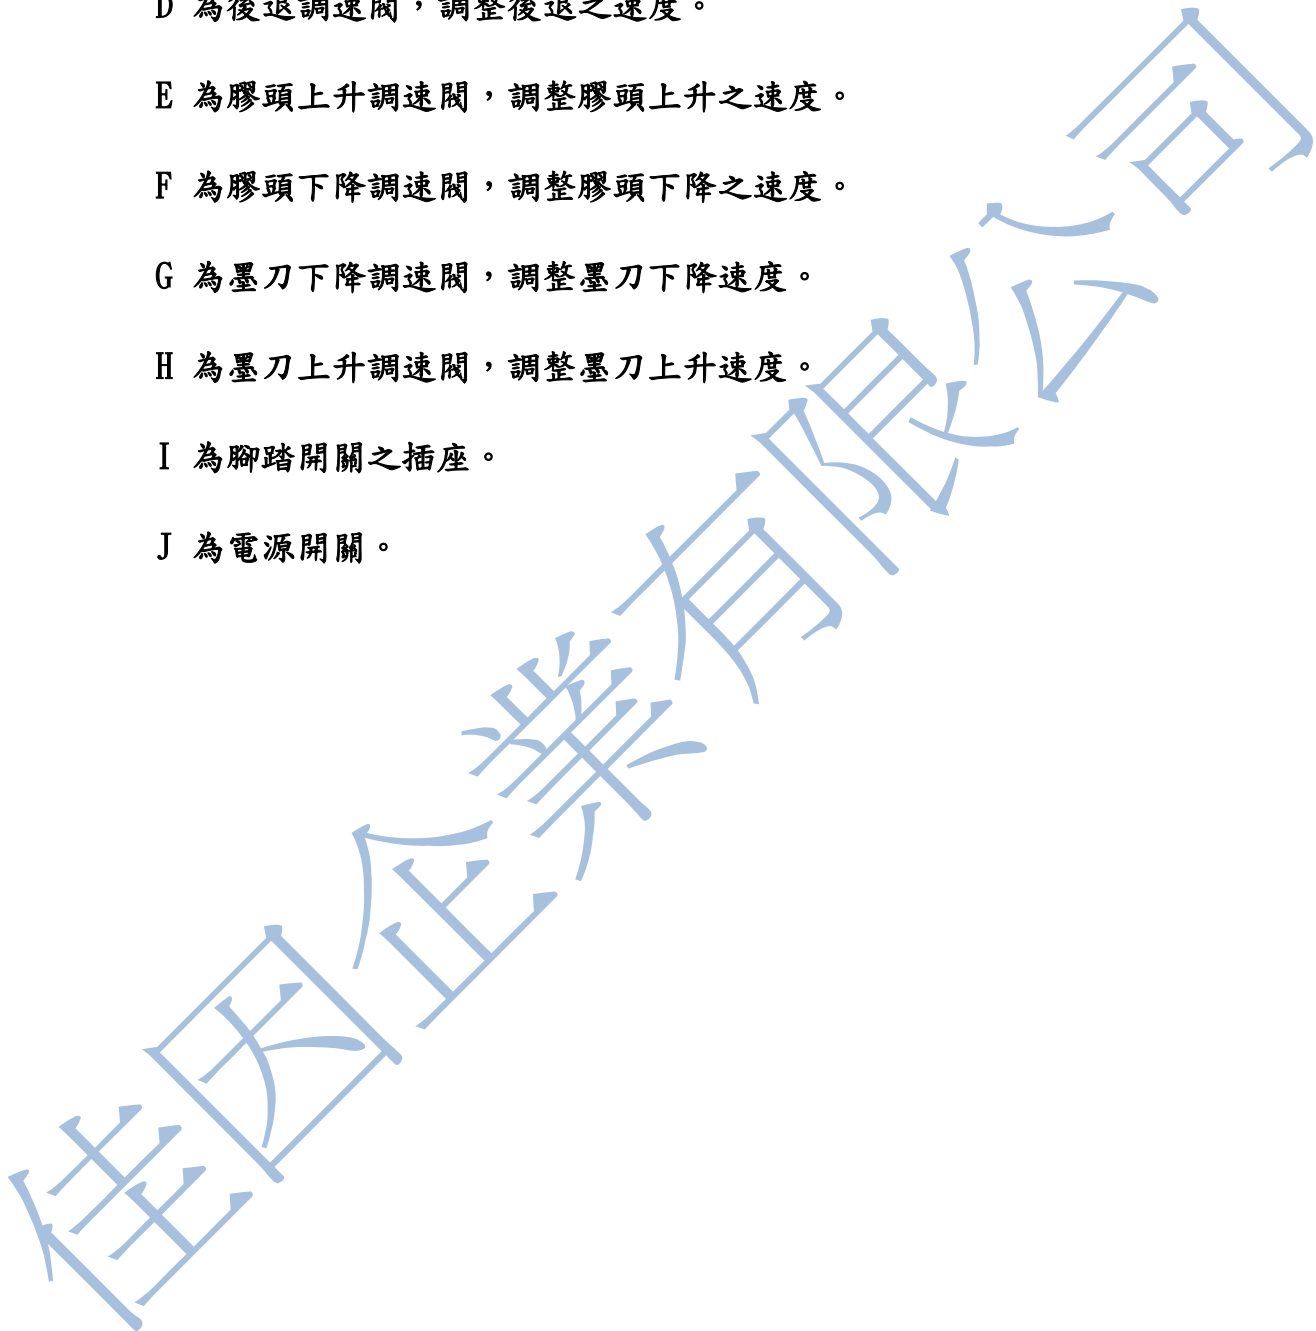 D 為後退調速閥，調整後退之速度。
E 為膠頭上升調速閥，調整膠頭上升之速度。
F 為膠頭下降調速閥，調整膠頭下降之速度。
G 為墨刀下降調速閥，調整墨刀下降速度。
H 為墨刀上升調速閥，調整墨刀上升速度。
I 為腳踏開關之插座。
J 為電源開關。
佳因企業有限公司